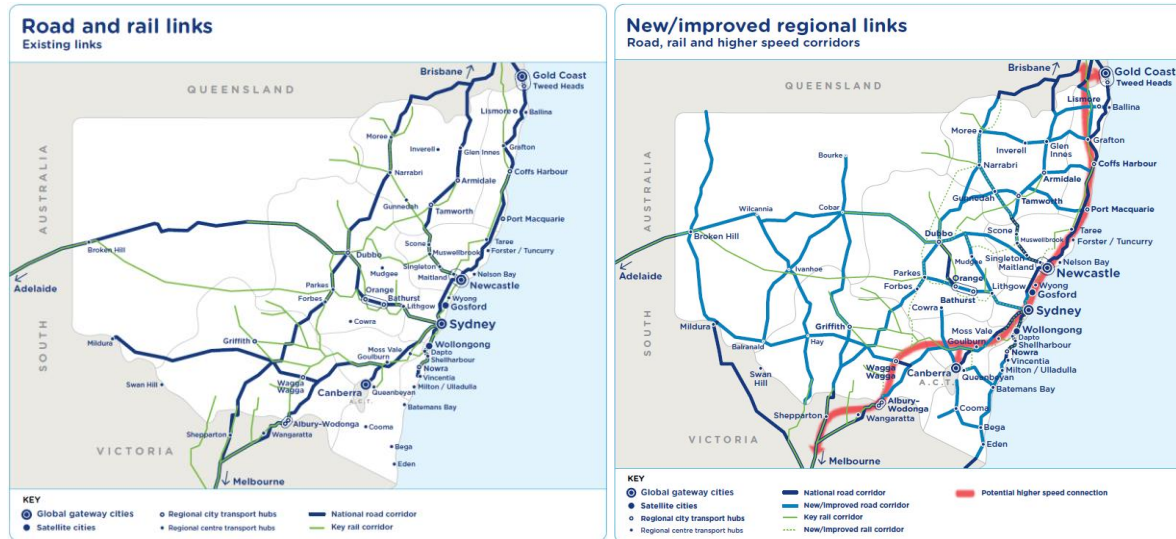 Road and rail links
Existing links
Brisbane
Gold Coast
Tweed Heads
QUEENSLAND
Lismore
Ballina
Moree
Inverell
Glen Innes
Grafton
Narrabri
Coffs Harbour
Armidale
Gunnedah
Tamworth
Port Macquarie
AUSTRALIA
Scone
Muswellbrook
Taree
Forster / Tuncurry
Broken Hill
Dubbo
Singleton
Mudgee
Maitland
Nelson Bay
Newcastle
Adelaide
Parkes
Orange
Forbes
Bathurst
Lithgow
Wyong
Gosford
Cowra
Sydney
SOUTH
Mildura
Griffith
Moss Vale
Goulburn
Wollongong
Dapto
Shellharbour
Nowra
Vincentia
Milton / Ulladulla
Swan Hill
Wagga
Wagga
Canberra
A.C.T.
Queanbeyan
Batemans Bay
Albury-Wodonga
Cooma
Shepparton
Wangaratta
Bega
VICTORIA
Eden
Melbourne
KEY
Global gateway cities
Regional city transport hubs
National road corridor
Satellite cities
Regional centre transport hubs
Key rail corridor
New/improved regional links
Road, rail and higher speed corridors
Brisbane
Gold Coast
Tweed Heads
QUEENSLAND
Lismore
Ballina
Moree
Inverell
Glen
Innes
Grafton
Bourke
Narrabri
Coffs Harbour
Armidale
Wilcannia
Cobar
Gunnedah
Tamworth
Port Macquarie
AUSTRALIA
Broken Hill
Dubbo
Scone
Muswellbrook
Taree
Forster / Tuncurry
Mudgee
Singleton
Maitland
Nelson Bay
Newcastle
Adelaide
Ivanhoe
Parkes
Orange
Forbes
Lithgow
Wyong
Gosford
Bathurst
Cowra
Sydney
SOUTH
Mildura
Griffith
Moss Vale
Goulburn
Wollongong
Dapto
Shellharbour
Balranald
Hay
Nowra
Vincentia
Milton / Ulladulla
Swan
Hill
Wagga
Wagga
Canberra
A.C.T.
Queanbeyan
Batemans Bay
Albury-
Wodonga
Cooma
Shepparton
Wangaratta
Bega
VICTORIA
Eden
Melbourne
KEY
Global gateway cities
National road corridor
Potential higher speed connection
Satellite cities
New/improved road corridor
Regional city transport hubs
Key rail corridor
Regional centre transport hubs
New/improved rail corridor